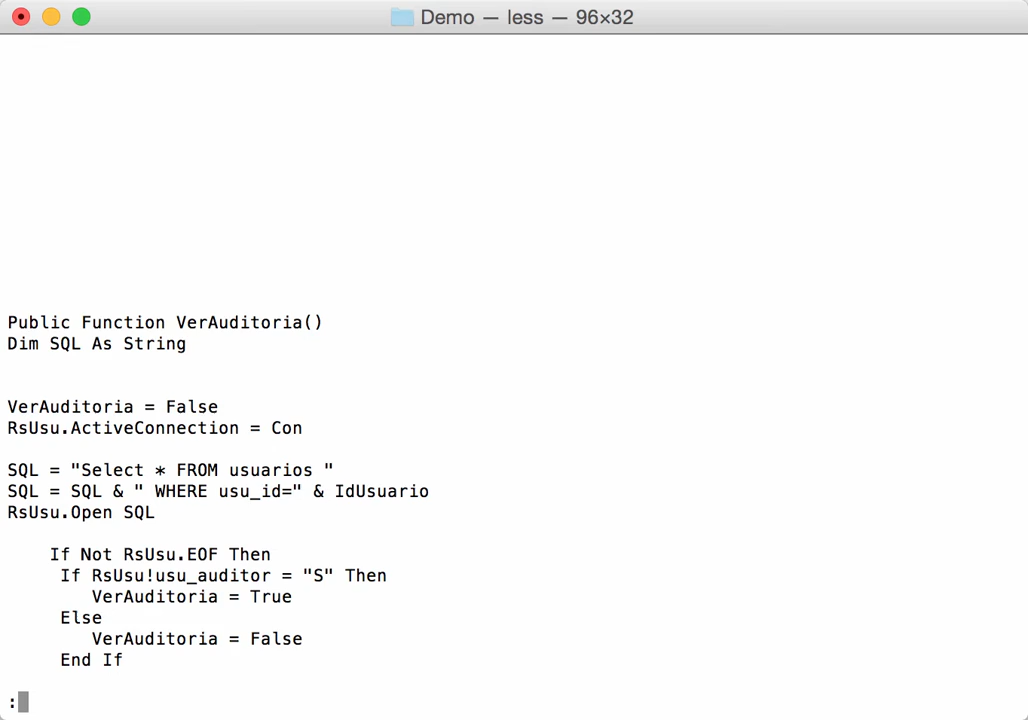 Demo — less — 96×32
Public Function VerAuditoria()
Dim SQL As String
VerAuditoria = False
RsUsu.ActiveConnection = Con
SQL = "Select * FROM usuarios "
SQL = SQL & " WHERE usu_id=" & IdUsuario
RsUsu.Open SQL
If Not RsUsu.EOF Then
If RsUsu!usu_auditor = "S" Then
VerAuditoria = True
Else
VerAuditoria = False
End If
: